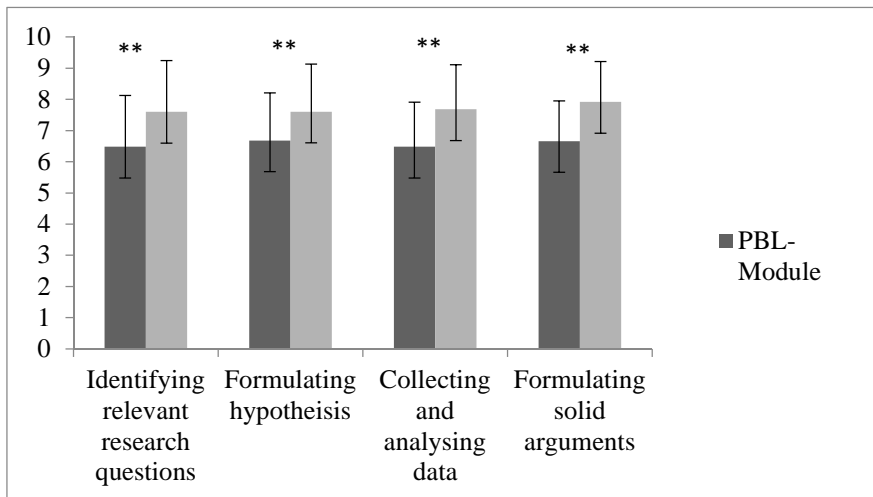 10
9
8
7
6
5
4
3
2
1
0
** ** ** **
Identifying
relevant
research
questions
Formulating
hypotheisis
Collecting
and
analysing
data
Formulating
solid
arguments
PBL-
Module